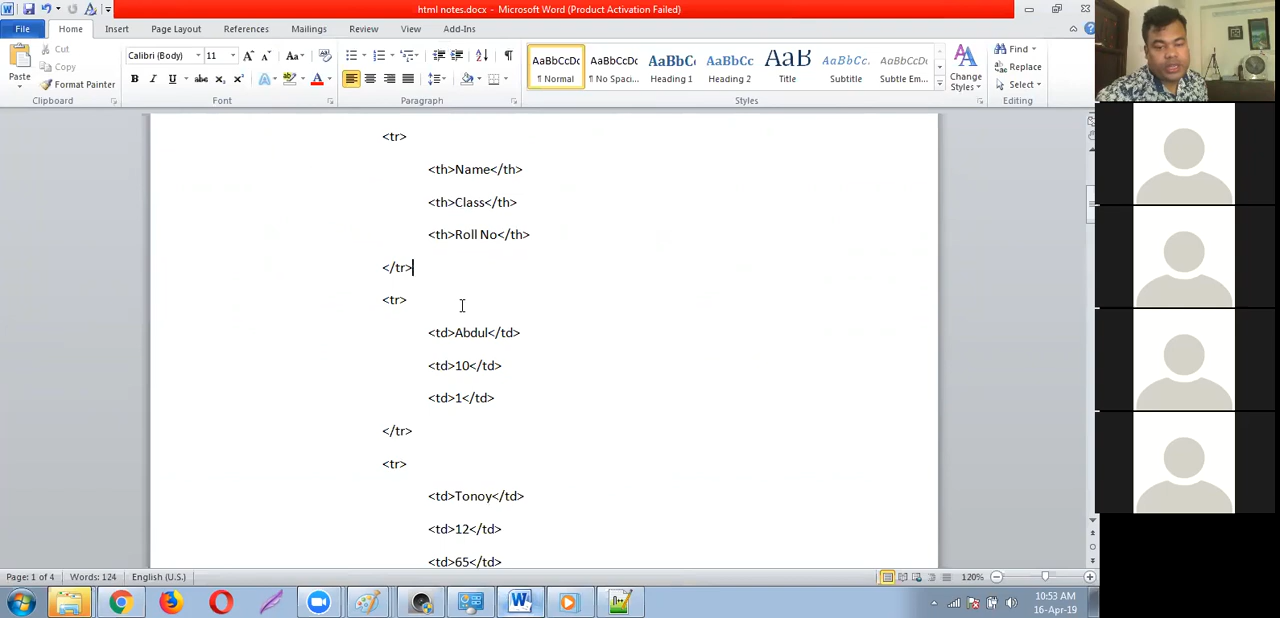 html notes.docx - Microsoft Word (Product Activation Failed)
File Home Insert Page Layout References Mailings Review View Add-Ins
Paste
Cut
Copy
Format Painter
Clipboard
Calibri (Body) 11
Font
Paragraph
AaBbCcDc AaBbCcDc AaBbC AaBbCc AaB AaBbCc. AaBbCcDc
¶ Normal ¶ No Spaci... Heading 1 Heading 2 Title Subtitle Subtle Em...
Change
Styles
Styles
Find
Replace
Select
Editing
<tr>
<th>Name</th>
<th>Class</th>
<th>Roll No</th>
</tr>
<tr>
<td>Abdul</td>
<td>10</td>
<td>1</td>
</tr>
<tr>
<td>Tonoy</td>
<td>12</td>
<td>65</td>
Page: 1 of 4 Words: 124 English (U.S.) 120%
10:53 AM
16-Apr-19